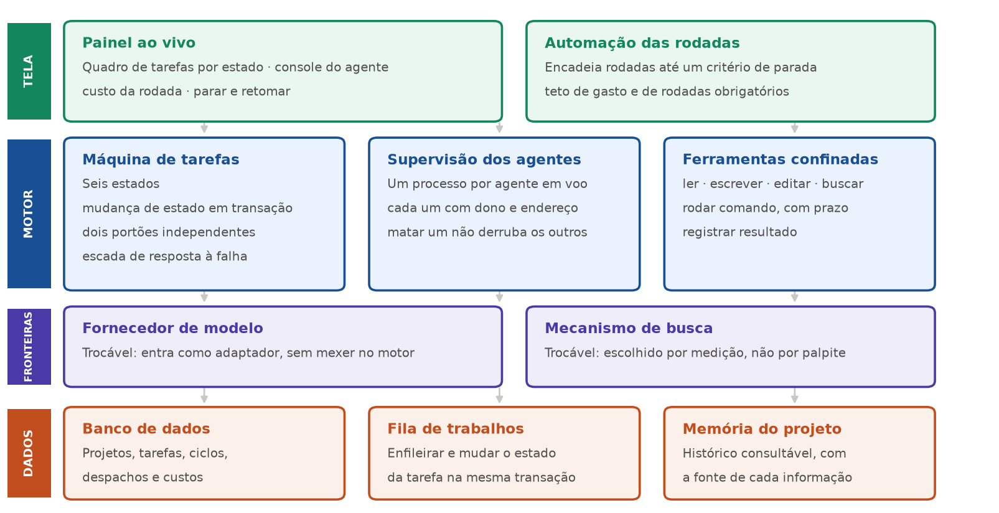 TELA
Painel ao vivo
Quadro de tarefas por estado · console do agente
custo da rodada · parar e retomar
Automação das rodadas
Encadeia rodadas até um critério de parada
teto de gasto e de rodadas obrigatórios
MOTOR
Máquina de tarefas
Seis estados
mudança de estado em transação
dois portões independentes
escada de resposta à falha
Supervisão dos agentes
Um processo por agente em voo
cada um com dono e endereço
matar um não derruba os outros
Ferramentas confinadas
ler · escrever · editar · buscar
rodar comando, com prazo
registrar resultado
FRONTEIRAS
Fornecedor de modelo
Trocável: entra como adaptador, sem mexer no motor
Mecanismo de busca
Trocável: escolhido por medição, não por palpite
DADOS
Banco de dados
Projetos, tarefas, ciclos,
despachos e custos
Fila de trabalhos
Enfileirar e mudar o estado
da tarefa na mesma transação
Memória do projeto
Histórico consultável, com
a fonte de cada informação